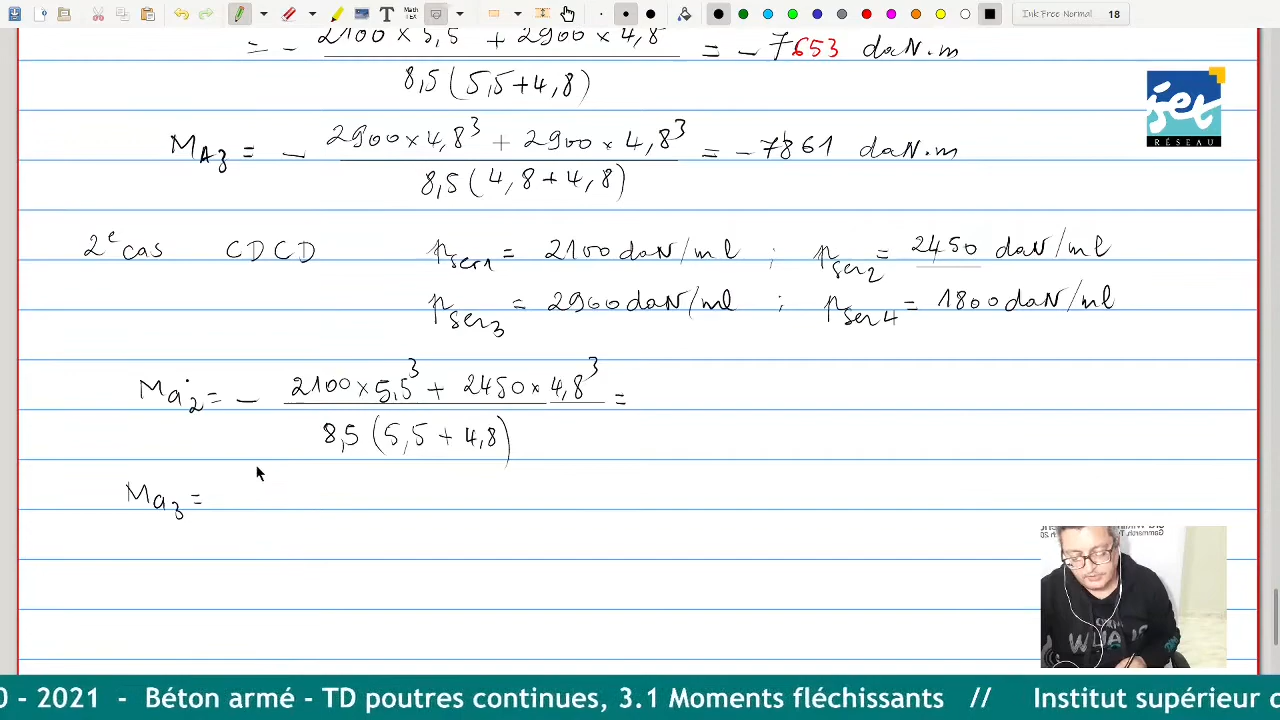 Ink Free Normal 18
Math
= - 2100 × 5,5 + 2900 × 4,8 / 8,5 (5,5 + 4,8) = - 7653 daN.m
iset
RÉSEAU
MA3 = - 2900 × 4,8³ + 2900 × 4,8³ / 8,5 (4,8 + 4,8) = - 7861 daN.m
2e cas CDCD pser1 = 2100 daN/ml ; pser2 = 2450 daN/ml
pser3 = 2900 daN/ml ; pser4 = 1800 daN/ml
Ma2 = - 2100 × 5,5³ + 2450 × 4,8³ / 8,5 (5,5 + 4,8) =
Ma3 =
0 - 2021 - Béton armé - TD poutres continues, 3.1 Moments fléchissants // Institut supérieur